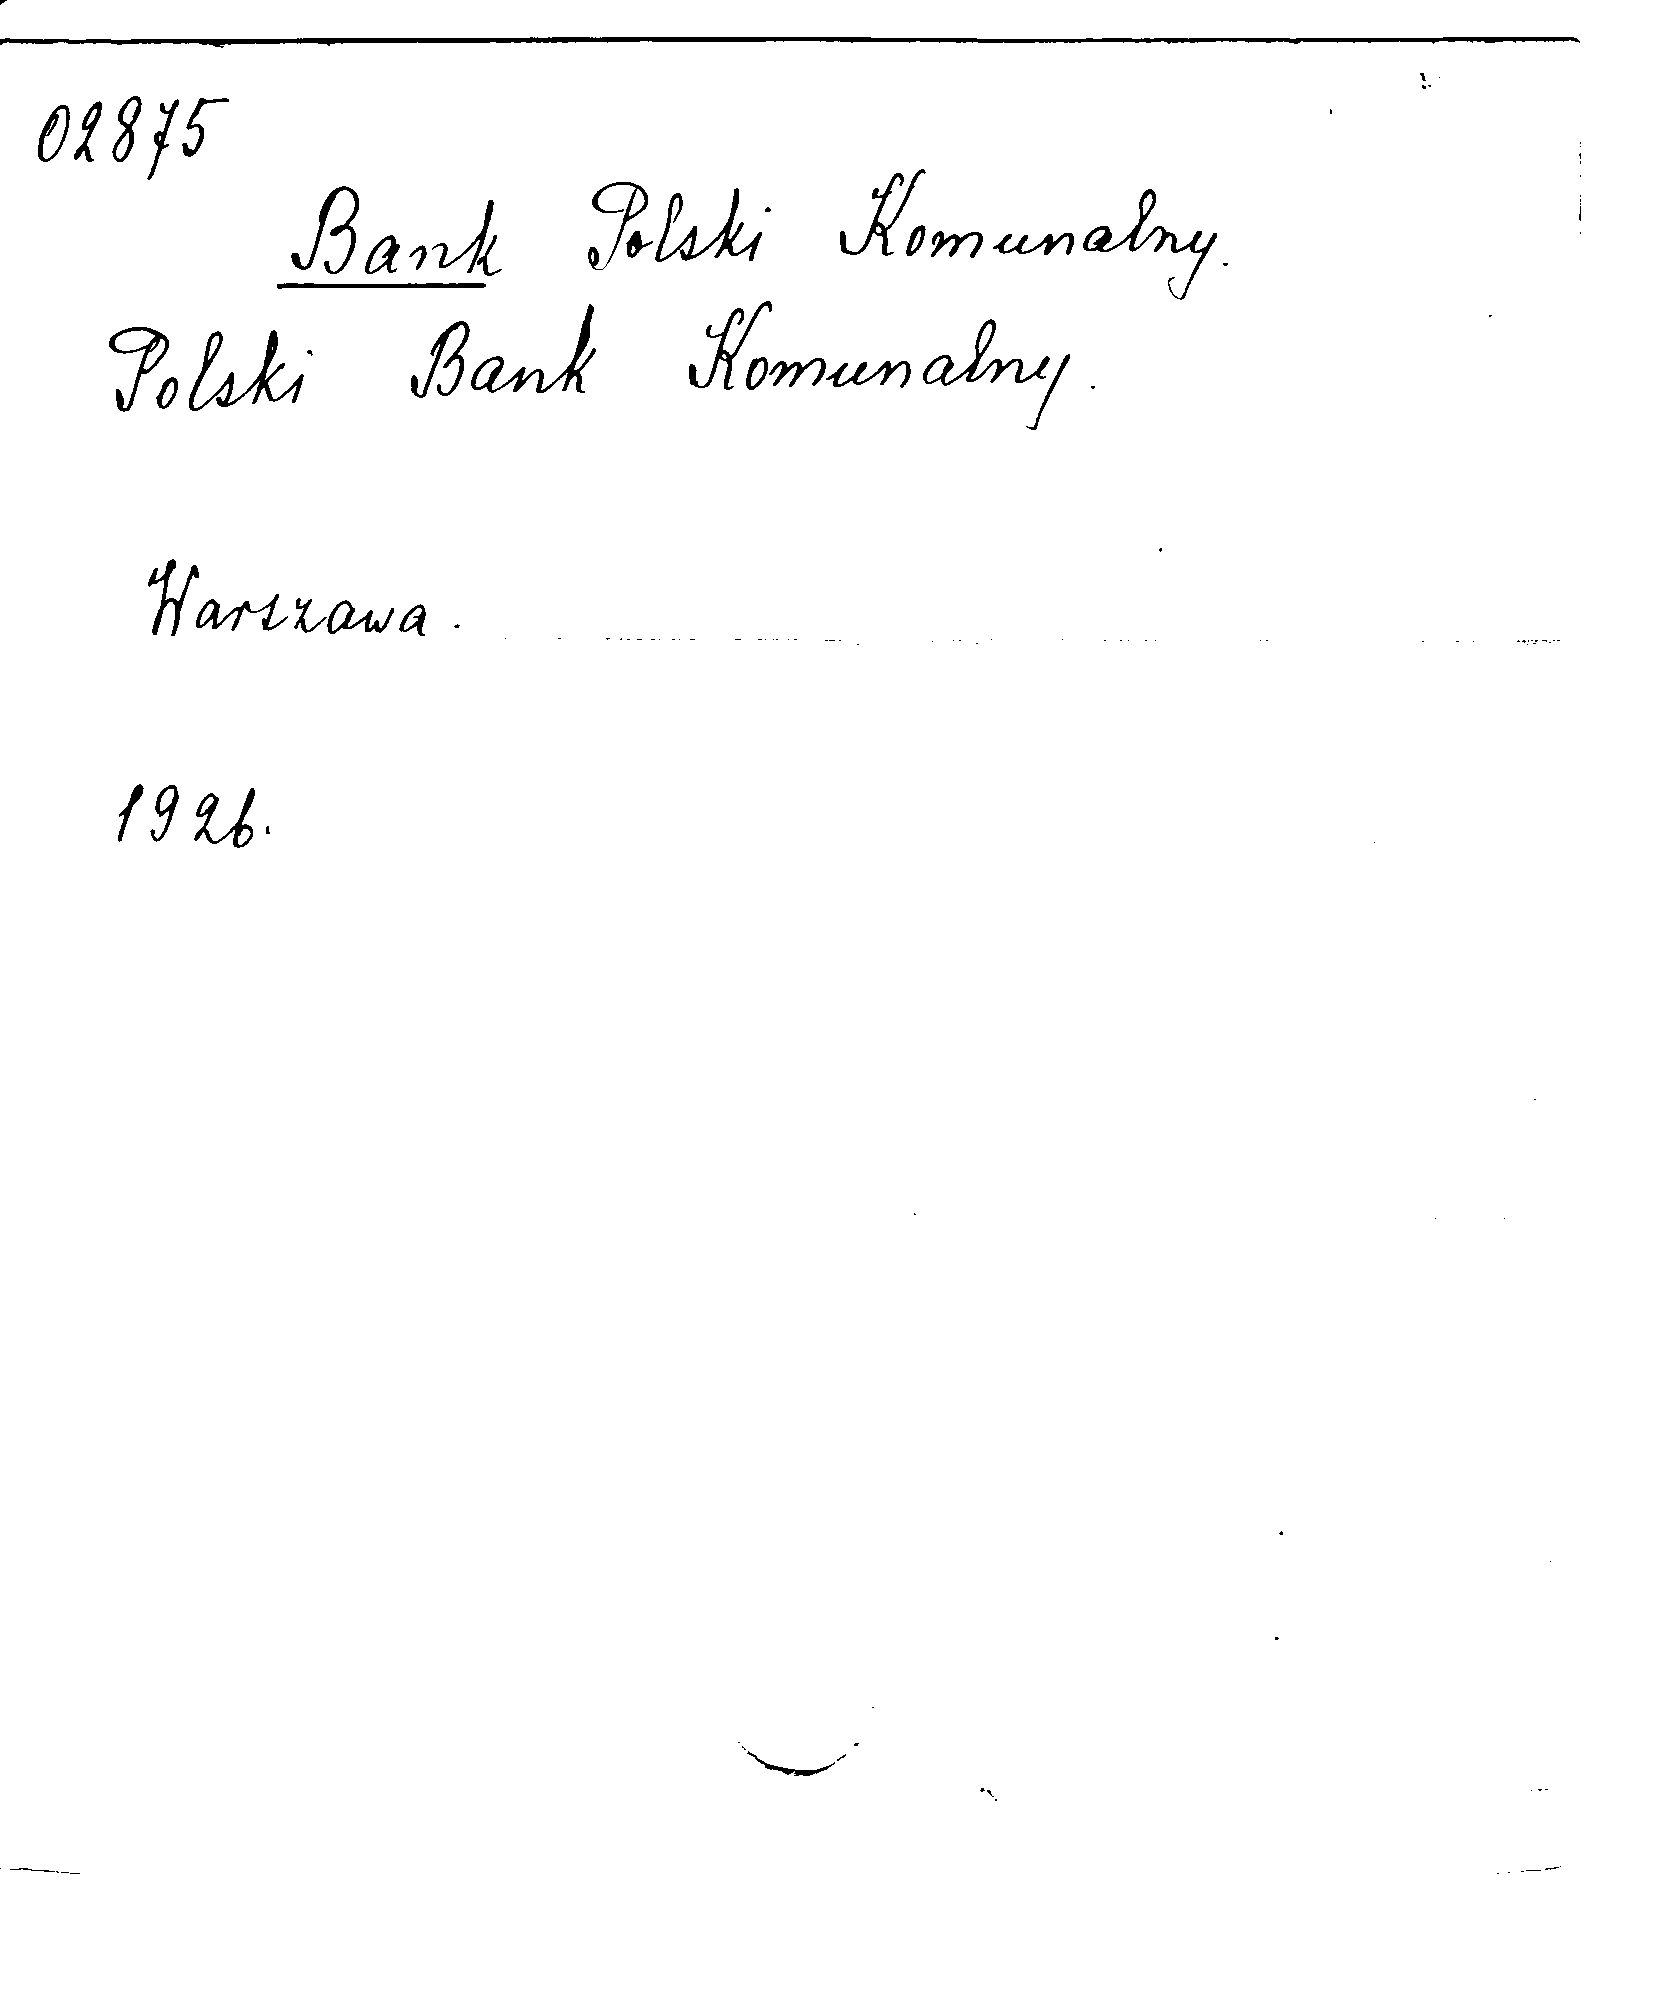 02875
Bank Polski Komunalny.
Polski Bank Komunalny.
Warszawa.
1926.